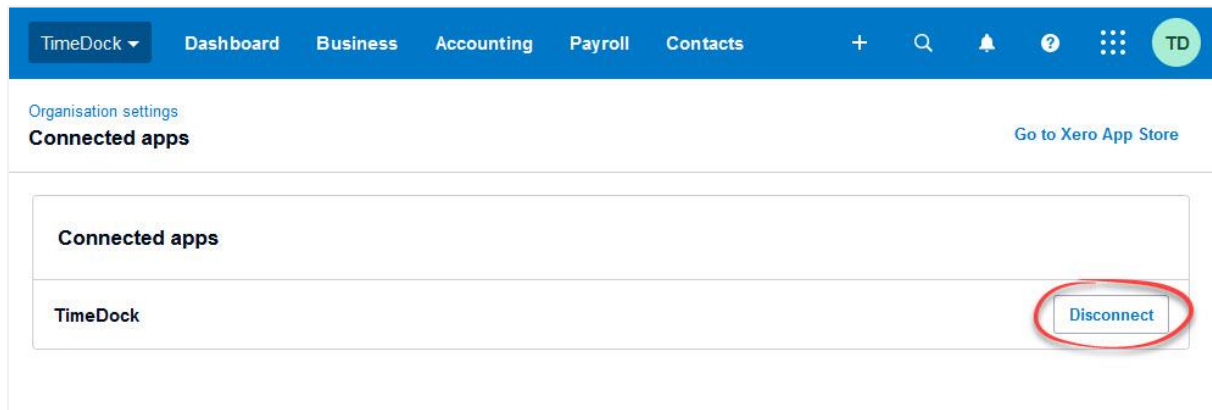 TimeDock Dashboard Business Accounting Payroll Contacts + ? TD
Organisation settings
Connected apps
Go to Xero App Store
Connected apps
TimeDock Disconnect